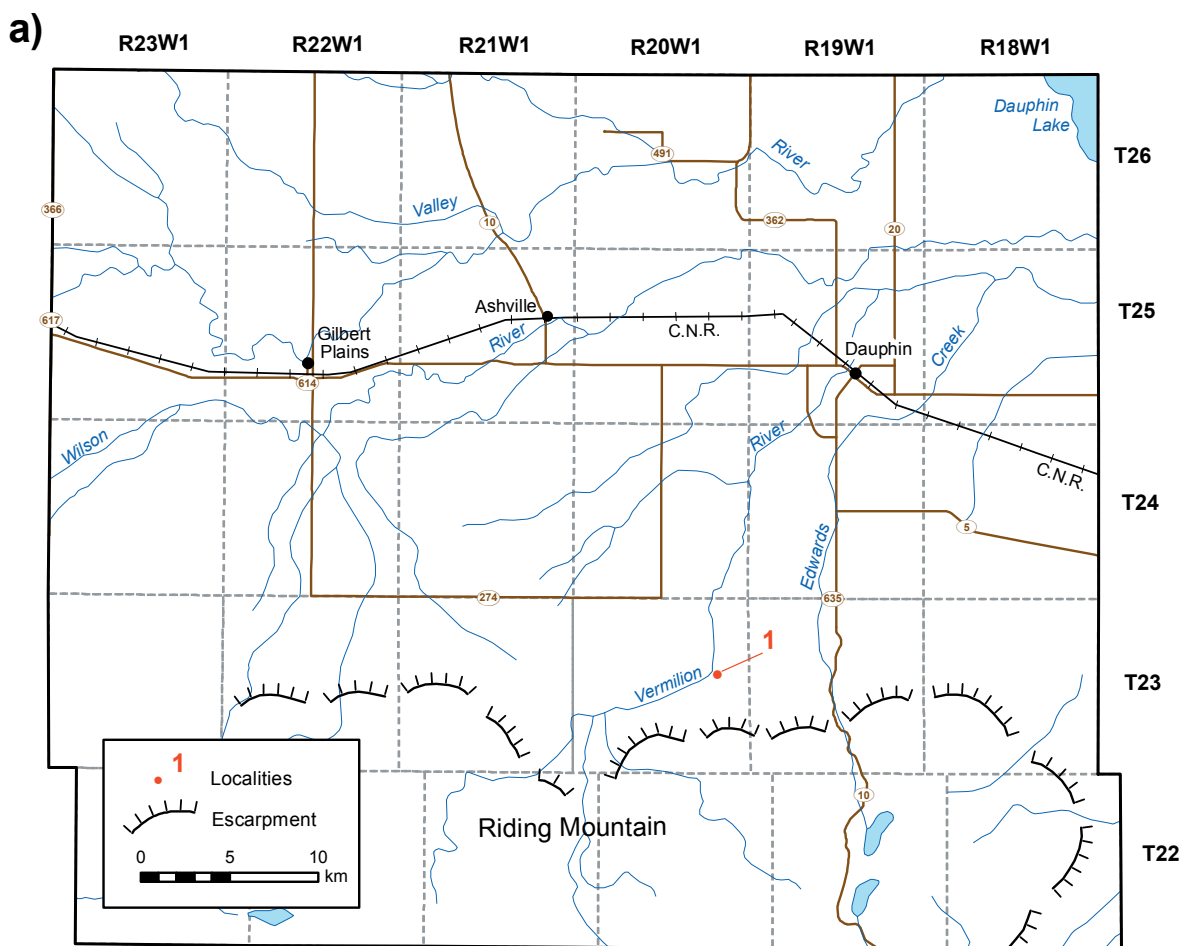 a)
R23W1 R22W1 R21W1 R20W1 R19W1 R18W1
Dauphin
Lake
T26
491
River
366
Valley
10
362
20
Ashville
T25
617
River
C.N.R.
Gilbert
Plains
Dauphin
Creek
614
Wilson
River
C.N.R.
T24
5
Edwards
274
635
1
Vermilion
T23
1
Localities
Escarpment
0 5 10
km
10
Riding Mountain
T22